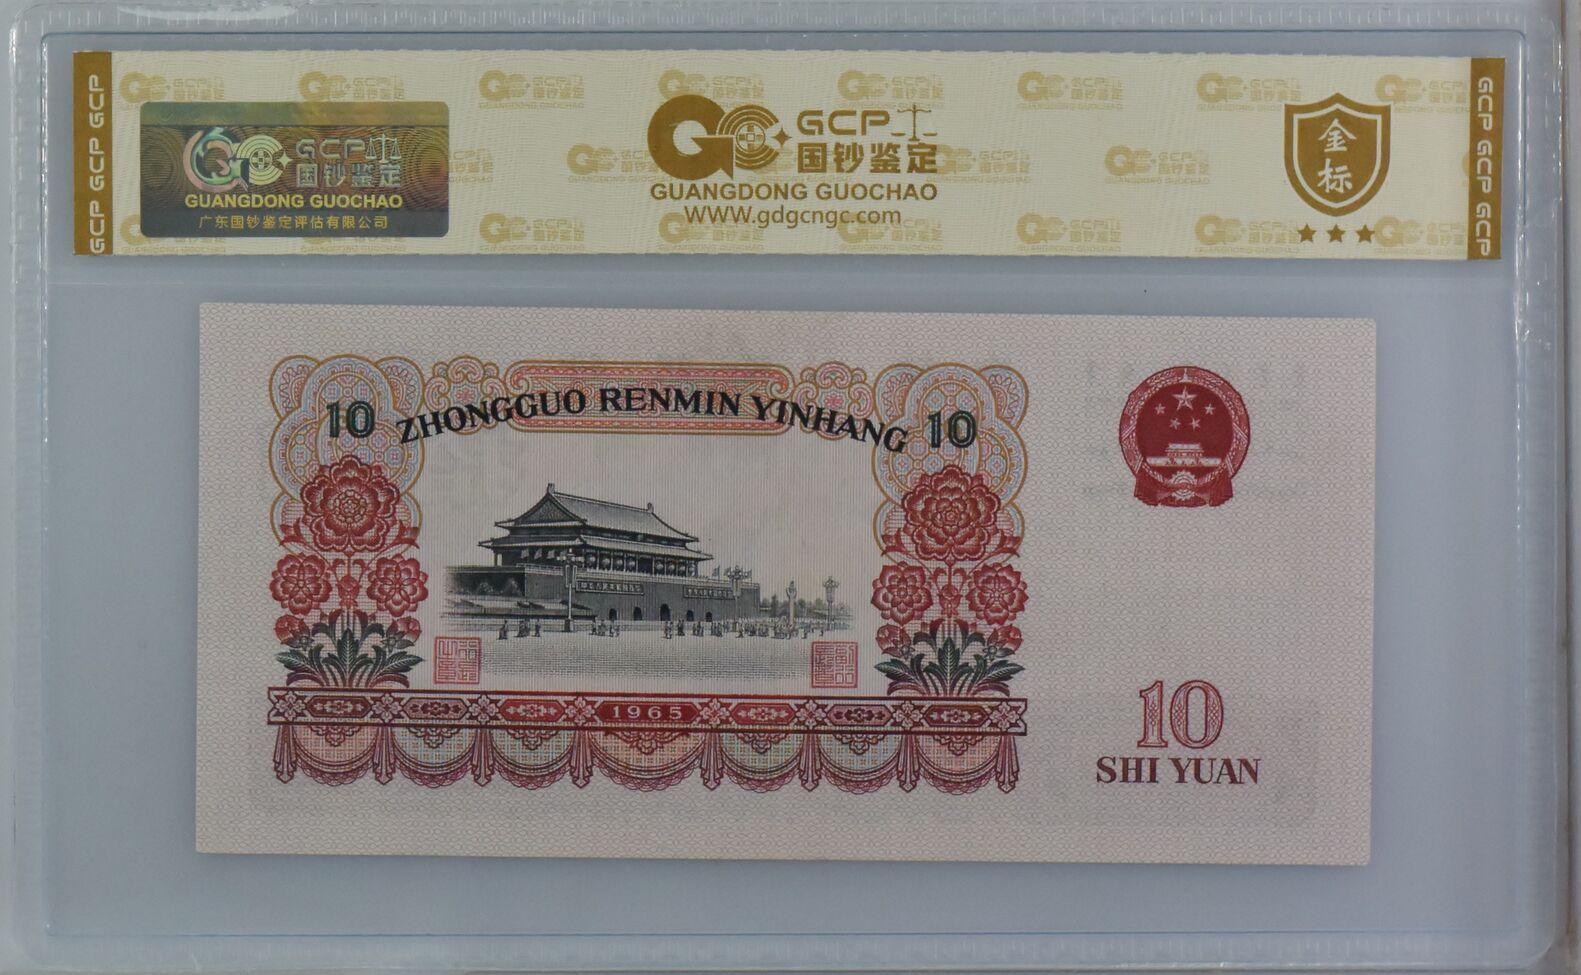 GCP GCP GCP
GCP
国钞鉴定
GUANGDONG GUOCHAO
广东国钞鉴定评估有限公司
GCP
国钞鉴定
GUANGDONG GUOCHAO
WWW.gdgcngc.com
金标
GCP GCP GCP
10 ZHONGGUO RENMIN YINHANG 10
1965
10
SHI YUAN